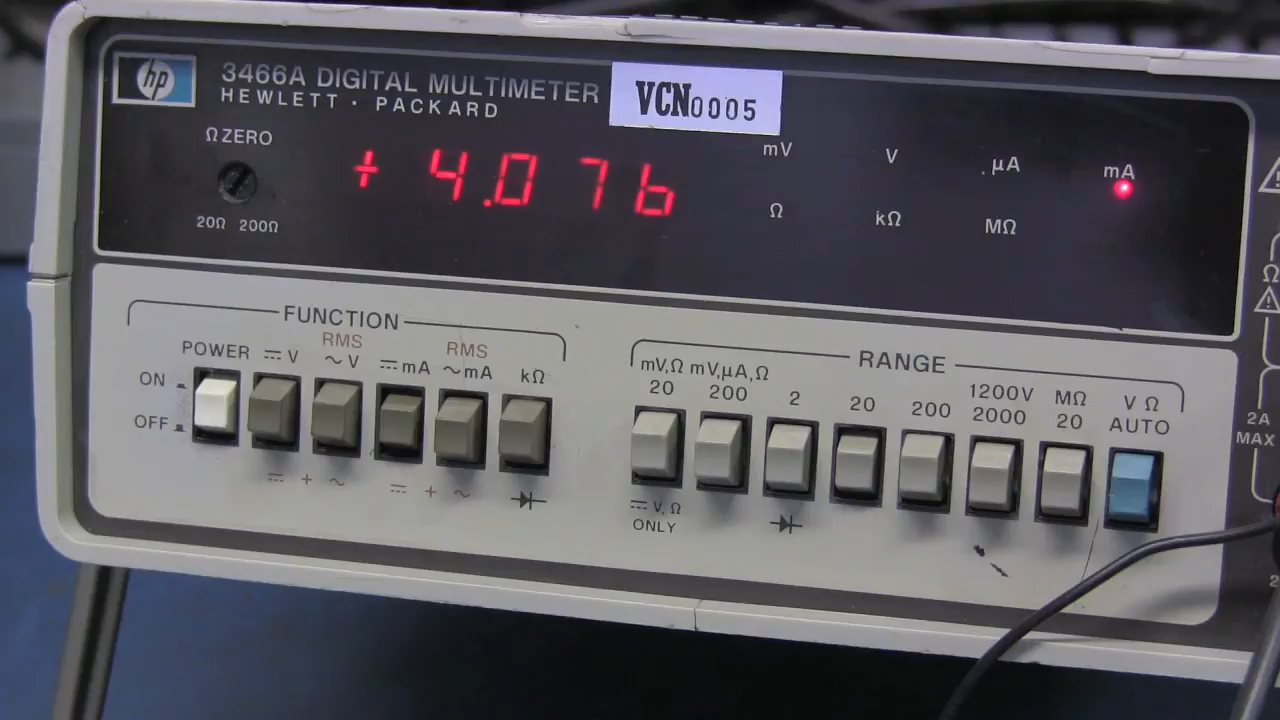 hp 3466A DIGITAL MULTIMETER
HEWLETT · PACKARD
VCN0005
Ω ZERO
20Ω 200Ω
+ 4.076
mV V µA mA
Ω kΩ MΩ
FUNCTION
POWER
ON
OFF
⎓ V
RMS
~ V
⎓ mA
RMS
~ mA
kΩ
⎓ + ~
⎓ + ~
RANGE
mV,Ω
20
mV,µA,Ω
200
2
20
200
1200V
2000
MΩ
20
V Ω
AUTO
⎓ V, Ω
ONLY
Ω
2A
MAX
2